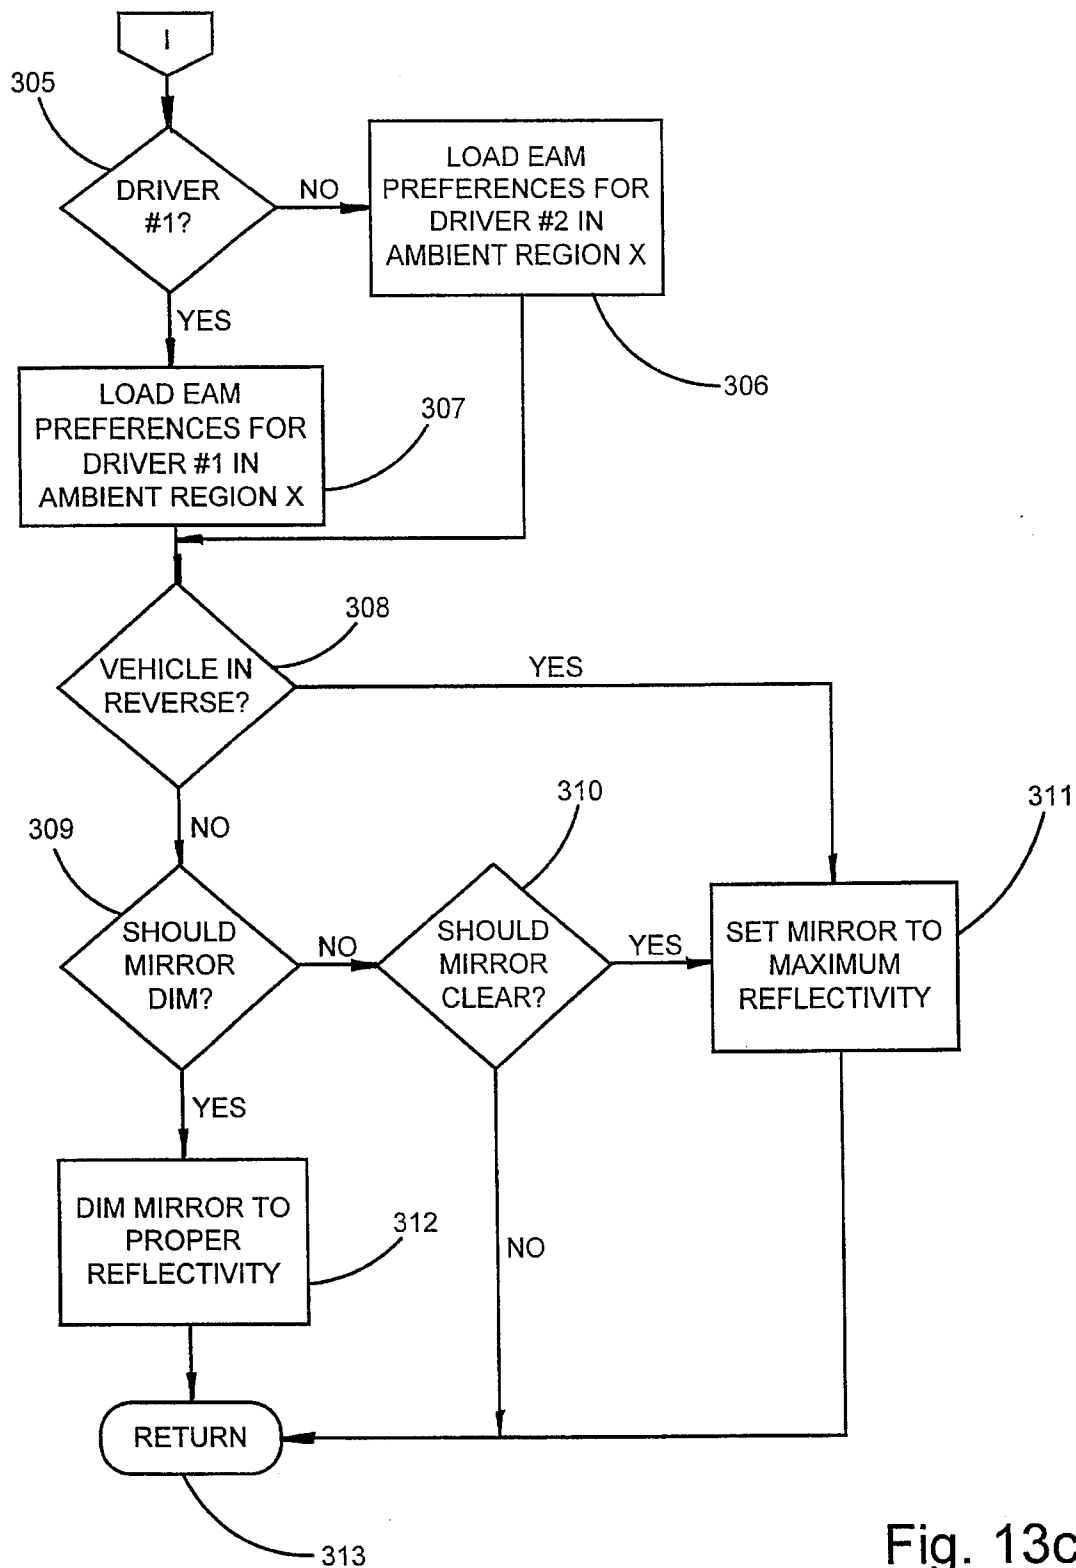 I
305
DRIVER
#1?
NO
LOAD EAM
PREFERENCES FOR
DRIVER #2 IN
AMBIENT REGION X
306
YES
LOAD EAM
PREFERENCES FOR
DRIVER #1 IN
AMBIENT REGION X
307
308
VEHICLE IN
REVERSE?
YES
NO
309
SHOULD
MIRROR
DIM?
NO
310
SHOULD
MIRROR
CLEAR?
YES
311
SET MIRROR TO
MAXIMUM
REFLECTIVITY
YES
DIM MIRROR TO
PROPER
REFLECTIVITY
312
NO
RETURN
313
Fig. 13c